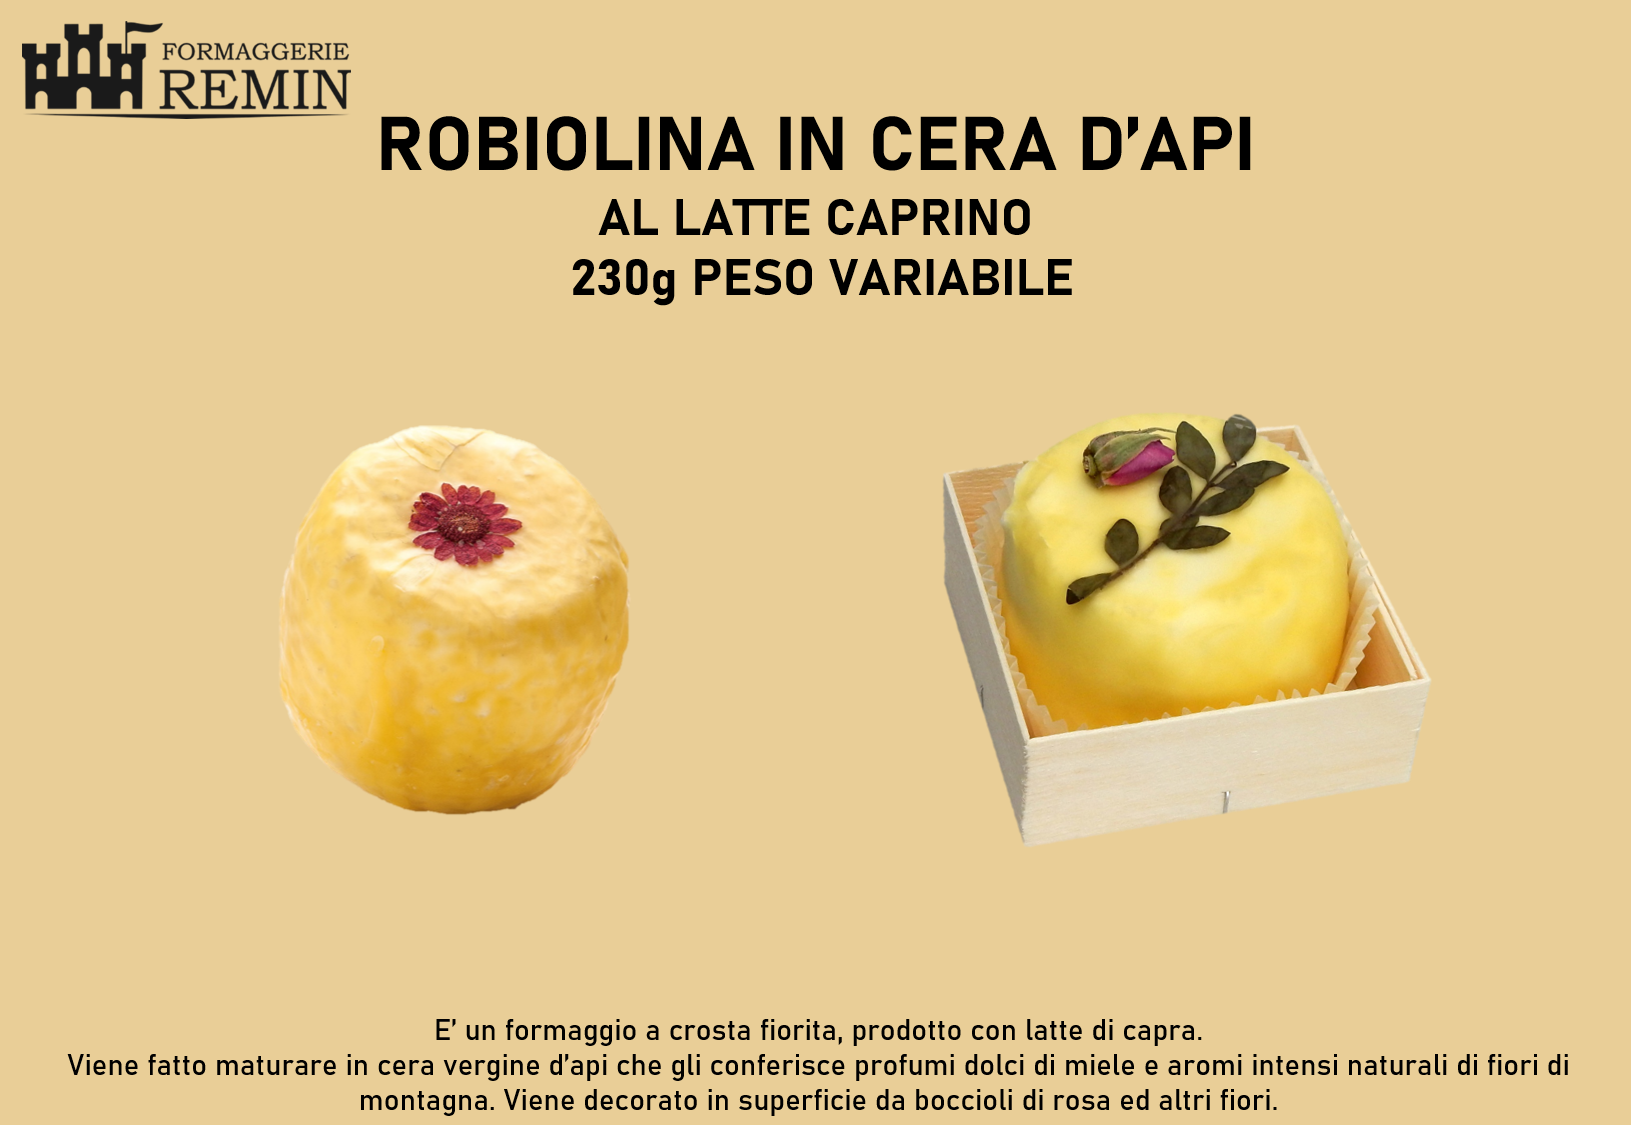 FORMAGGERIE
REMIN
ROBIOLINA IN CERA D’API
AL LATTE CAPRINO
230g PESO VARIABILE
E’ un formaggio a crosta fiorita, prodotto con latte di capra.
Viene fatto maturare in cera vergine d’api che gli conferisce profumi dolci di miele e aromi intensi naturali di fiori di
montagna. Viene decorato in superficie da boccioli di rosa ed altri fiori.